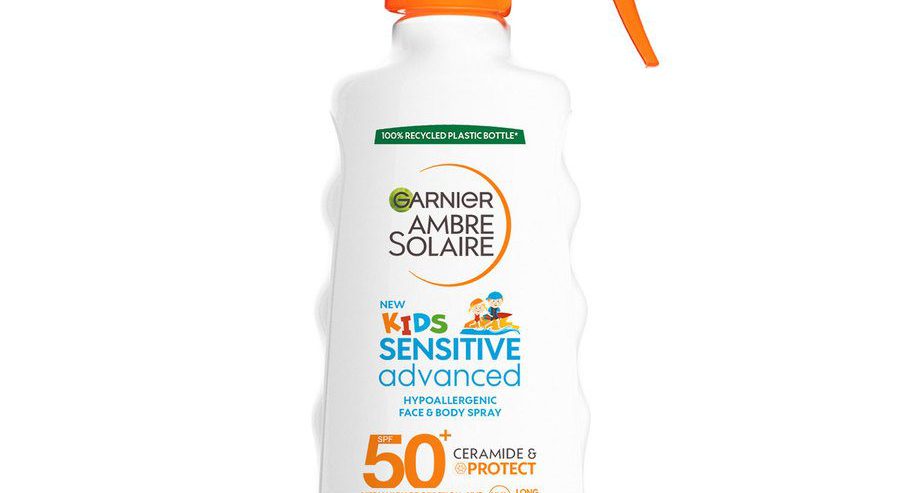 100% RECYCLED PLASTIC BOTTLE*
GARNIER
AMBRE
SOLAIRE
NEW
KIDS
SENSITIVE
advanced
HYPOALLERGENIC
FACE & BODY SPRAY
SPF
50+
CERAMIDE &
PROTECT
LONG